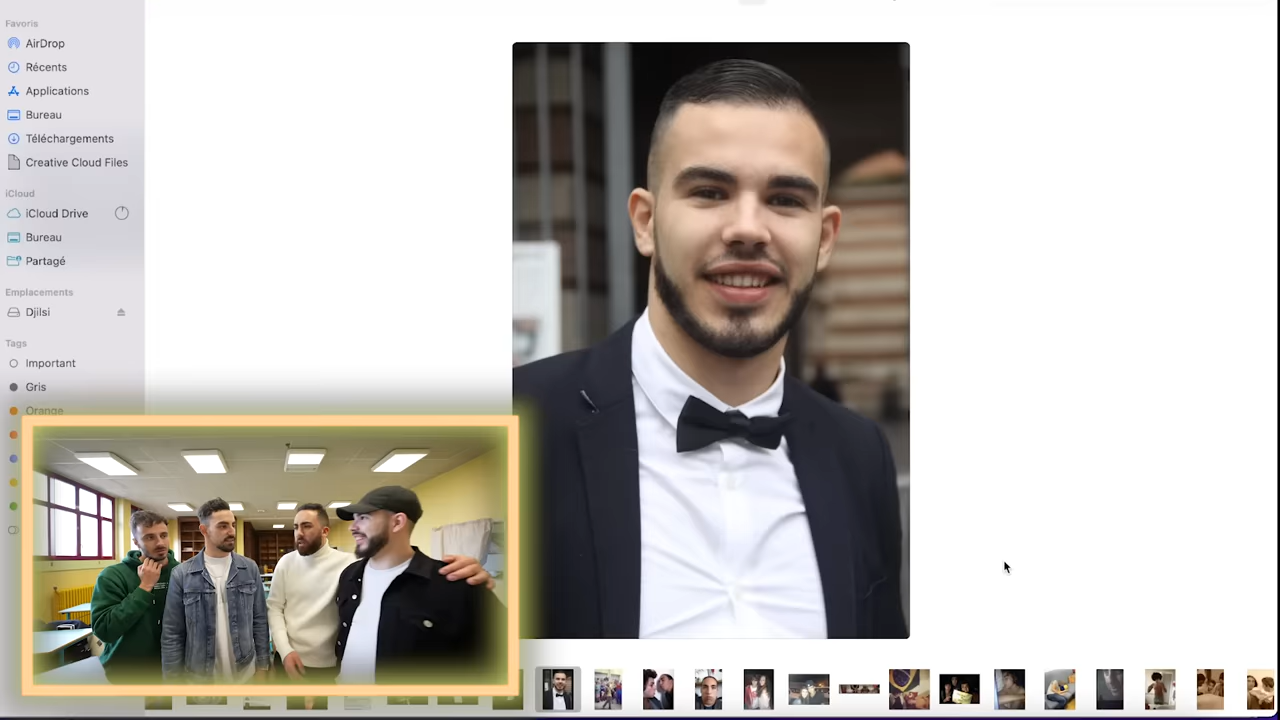 Favoris
AirDrop
Récents
Applications
Bureau
Téléchargements
Creative Cloud Files
iCloud
iCloud Drive
Bureau
Partagé
Emplacements
Djilsi
Tags
Important
Gris
Orange